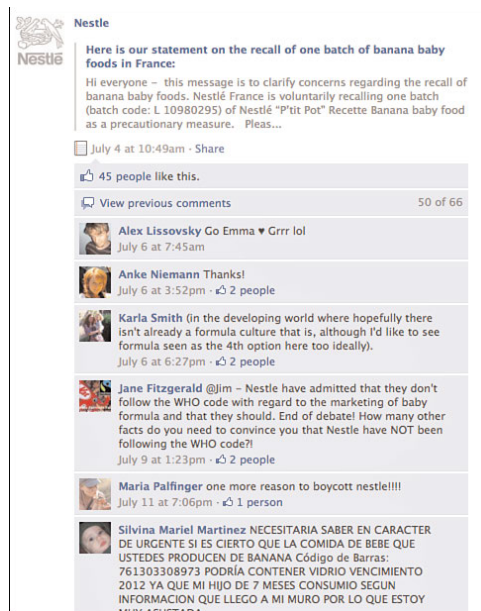 Nestlé
Nestle
Here is our statement on the recall of one batch of banana baby
foods in France:
Hi everyone – this message is to clarify concerns regarding the recall of
banana baby foods. Nestlé France is voluntarily recalling one batch
(batch code: L 10980295) of Nestlé "P'tit Pot" Recette Banana baby food
as a precautionary measure. Pleas...
July 4 at 10:49am · Share
45 people like this.
View previous comments 50 of 66
Alex Lissovsky Go Emma ♥ Grrr lol
July 6 at 7:45am
Anke Niemann Thanks!
July 6 at 3:52pm · 2 people
Karla Smith (in the developing world where hopefully there
isn't already a formula culture that is, although I'd like to see
formula seen as the 4th option here too ideally).
July 6 at 6:27pm · 2 people
Jane Fitzgerald @Jim – Nestle have admitted that they don't
follow the WHO code with regard to the marketing of baby
formula and that they should. End of debate! How many other
facts do you need to convince you that Nestle have NOT been
following the WHO code?!
July 9 at 1:23pm · 2 people
Maria Palfinger one more reason to boycott nestle!!!!
July 11 at 7:06pm · 1 person
Silvina Mariel Martinez NECESITARIA SABER EN CARACTER
DE URGENTE SI ES CIERTO QUE LA COMIDA DE BEBE QUE
USTEDES PRODUCEN DE BANANA Código de Barras:
761303308973 PODRÍA CONTENER VIDRIO VENCIMIENTO
2012 YA QUE MI HIJO DE 7 MESES CONSUMIO SEGUN
INFORMACION QUE LLEGO A MI MURO POR LO QUE ESTOY
MUY ASUSTADA